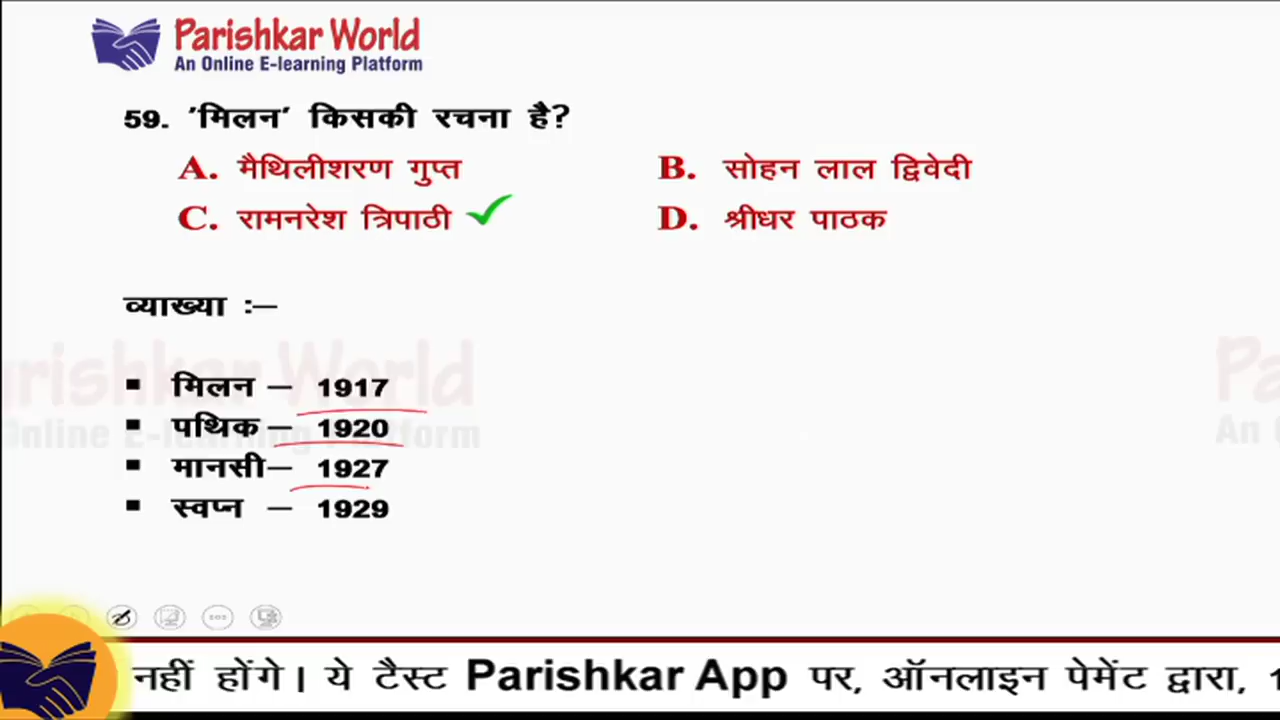 Parishkar World
An Online E-learning Platform
59. 'मिलन' किसकी रचना है?
A. मैथिलीशरण गुप्त B. सोहन लाल द्विवेदी
C. रामनरेश त्रिपाठी D. श्रीधर पाठक
व्याख्या :–
▪ मिलन – 1917
▪ पथिक – 1920
▪ मानसी – 1927
▪ स्वप्न – 1929
नहीं होंगे। ये टैस्ट Parishkar App पर, ऑनलाइन पेमेंट द्वारा,